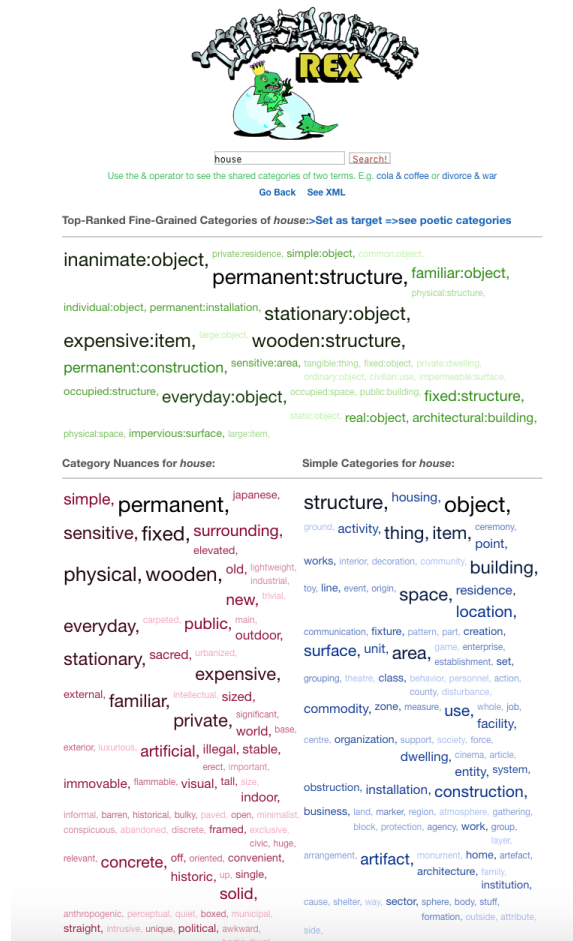 THESAURUS
REX
house Search!
Use the & operator to see the shared categories of two terms. E.g. cola & coffee or divorce & war
Go Back See XML
Top-Ranked Fine-Grained Categories of house:>Set as target =>see poetic categories
inanimate:object, private:residence, simple:object, common:object,
permanent:structure, familiar:object,
physical:structure,
individual:object, permanent:installation, stationary:object,
expensive:item, large:object, wooden:structure,
permanent:construction, sensitive:area, tangible:thing, fixed:object, private:dwelling,
ordinary:object, civilian:use, impermeable:surface,
occupied:structure, everyday:object, occupied:space, public:building, fixed:structure,
static:object, real:object, architectural:building,
physical:space, impervious:surface, large:item,
Category Nuances for house:
simple, permanent, japanese,
sensitive, fixed, surrounding,
elevated,
physical, wooden, old, lightweight,
industrial,
new, trivial,
everyday, carpeted, public, main,
outdoor,
stationary, sacred, urbanized,
expensive,
external, familiar, intellectual, sized,
private, significant,
world, base,
exterior, luxurious, artificial, illegal, stable,
erect, important,
immovable, flammable, visual, tall, size,
indoor,
informal, barren, historical, bulky, paved, open, minimalist,
conspicuous, abandoned, discrete, framed, exclusive,
civic, huge,
relevant, concrete, off, oriented, convenient,
historic, up, single,
solid,
anthropogenic, perceptual, quiet, boxed, municipal,
straight, intrusive, unique, political, awkward,
Simple Categories for house:
structure, housing, object,
ground, activity, thing, item, ceremony,
point,
works, interior, decoration, community, building,
toy, line, event, origin, space, residence,
location,
communication, fixture, pattern, part, creation,
surface, unit, area, game, enterprise,
establishment, set,
grouping, theatre, class, behavior, personnel, action,
county, disturbance,
commodity, zone, measure, use, whole, job,
facility,
centre, organization, support, society, force,
dwelling, cinema, article,
entity, system,
obstruction, installation, construction,
business, land, marker, region, atmosphere, gathering,
block, protection, agency, work, group,
layer,
arrangement, artifact, monument, home, artefact,
architecture, family,
institution,
cause, shelter, way, sector, sphere, body, stuff,
formation, outside, attribute,
side,